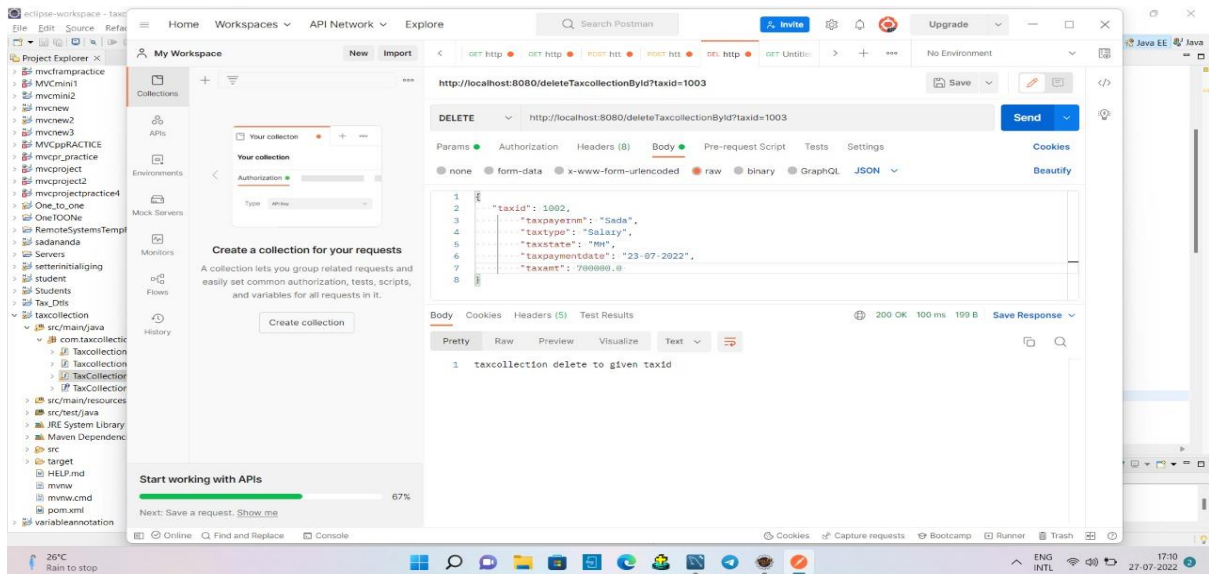 eclipse-workspace - taxc
File Edit Source Refac
Project Explorer
mvcframpractice
MVCmini1
mvcmini2
mvcnew
mvcnew2
mvcnew3
MVCppRACTICE
mvcpr_practice
mvcproject
mvcproject2
mvcprojectpractice4
One_to_one
OneTOONe
RemoteSystemsTempF
sadananda
Servers
setterinitialiging
student
Students
Tax_Dtls
taxcollection
src/main/java
com.taxcollectic
Taxcollection
Taxcollection
TaxCollection
TaxCollection
src/main/resources
src/test/java
JRE System Library
Maven Dependenc
src
target
HELP.md
mvnw
mvnw.cmd
pom.xml
variableannotation
Home Workspaces API Network Explore
Search Postman
Invite
Upgrade
Java EE Java
My Workspace
New Import
GET http GET http POST htt POST htt DEL http GET Untitle
No Environment
Collections
APIs
Environments
Mock Servers
Monitors
Flows
History
Your collecton
Your collection
Authorization
Type API Key
Create a collection for your requests
A collection lets you group related requests and
easily set common authorization, tests, scripts,
and variables for all requests in it.
Create collection
Start working with APIs
67%
Next: Save a request. Show me
http://localhost:8080/deleteTaxcollectionById?taxid=1003
Save
DELETE http://localhost:8080/deleteTaxcollectionById?taxid=1003
Send
Params Authorization Headers (8) Body Pre-request Script Tests Settings
Cookies
none form-data x-www-form-urlencoded raw binary GraphQL JSON
Beautify
1 {
2 "taxid": 1002,
3 "taxpayernm": "Sada",
4 "taxtype": "Salary",
5 "taxstate": "MH",
6 "taxpaymentdate": "23-07-2022",
7 "taxamt": 700000.0
8 }
Body Cookies Headers (5) Test Results
200 OK 100 ms 199 B Save Response
Pretty Raw Preview Visualize Text
1 taxcollection delete to given taxid
Online Find and Replace Console
Cookies Capture requests Bootcamp Runner Trash
26°C
Rain to stop
ENG
INTL
17:10
27-07-2022
2